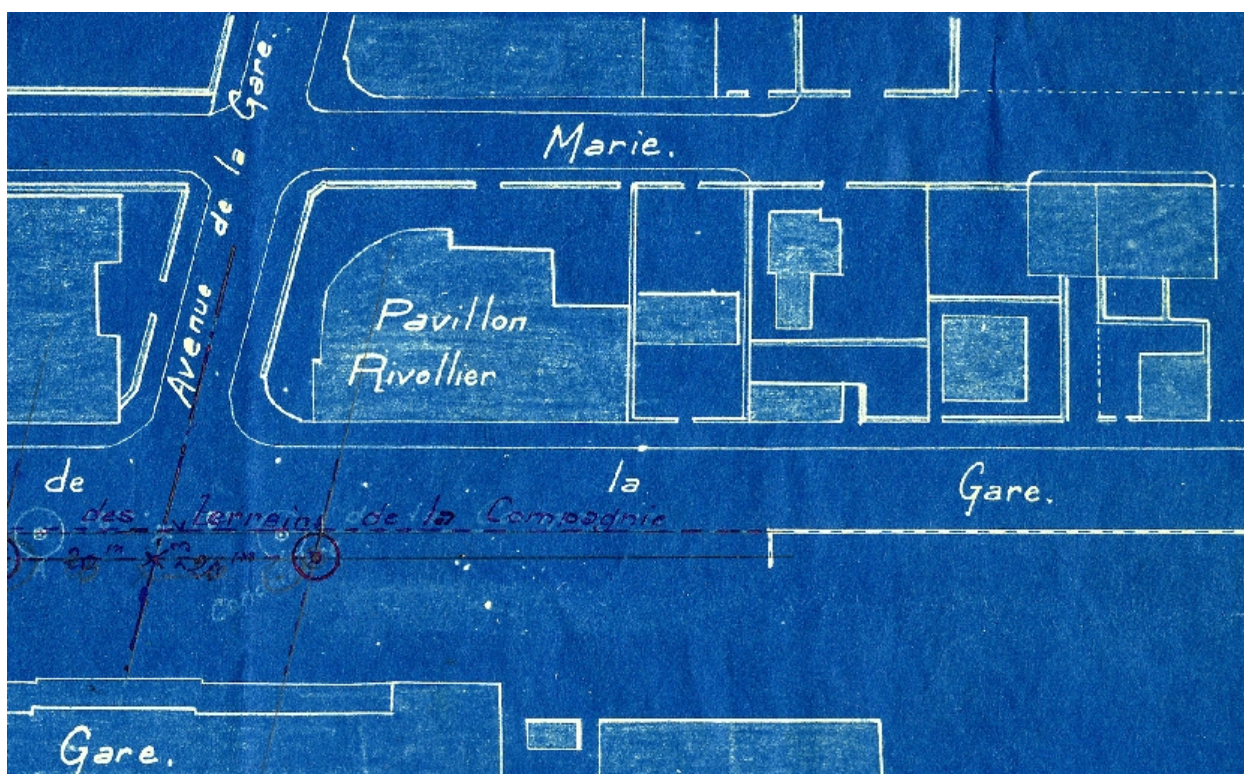 Avenue de la Gare.
Marie.
Pavillon
Rivollier
de la Gare.
des terrains de la Compagnie
Gare.